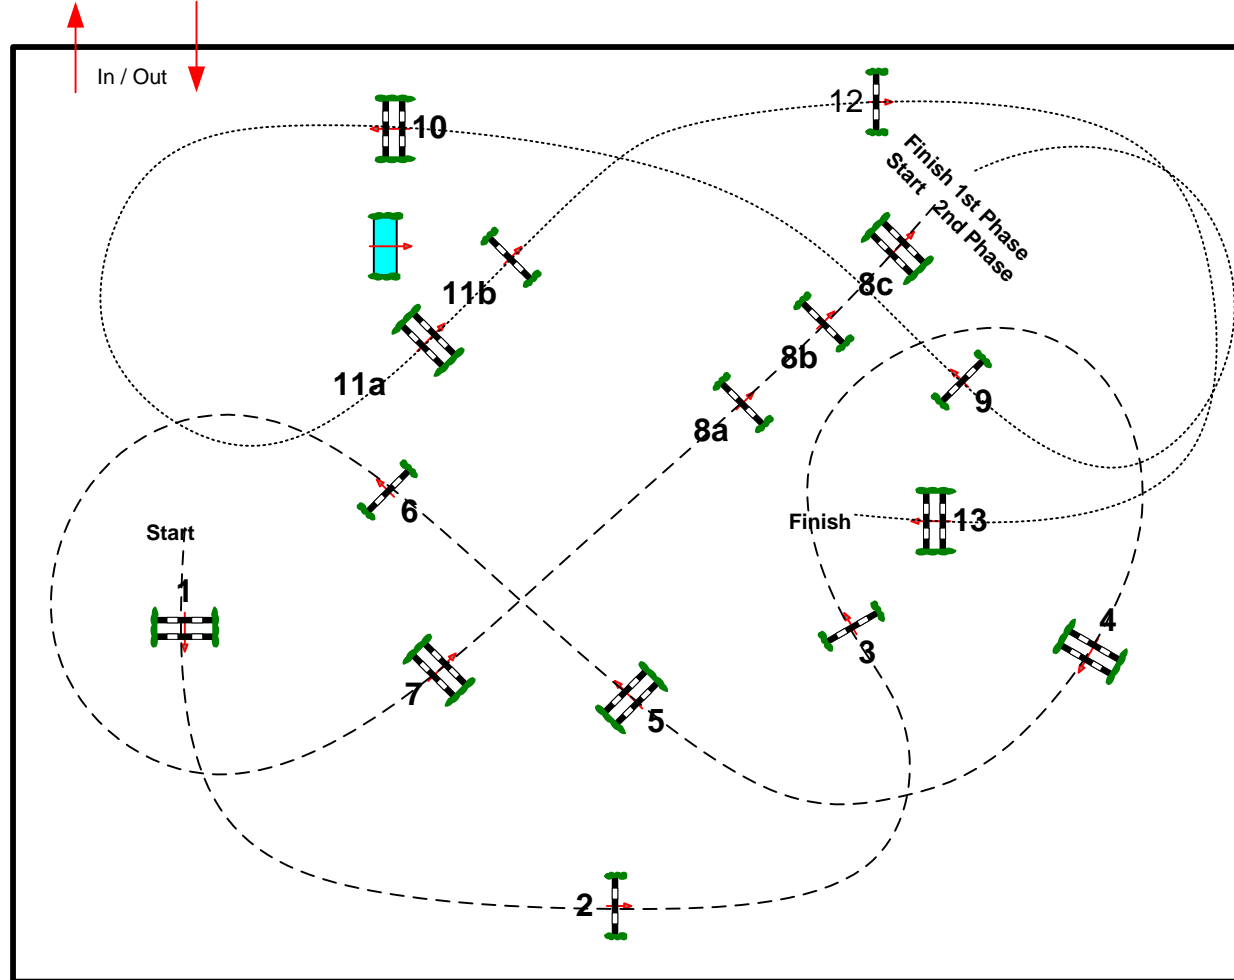 In / Out
10
12
Finish 1st Phase
Start 2nd Phase
11b
8c
8b
11a
9
8a
6
Start
Finish
13
1
3
4
7
5
2